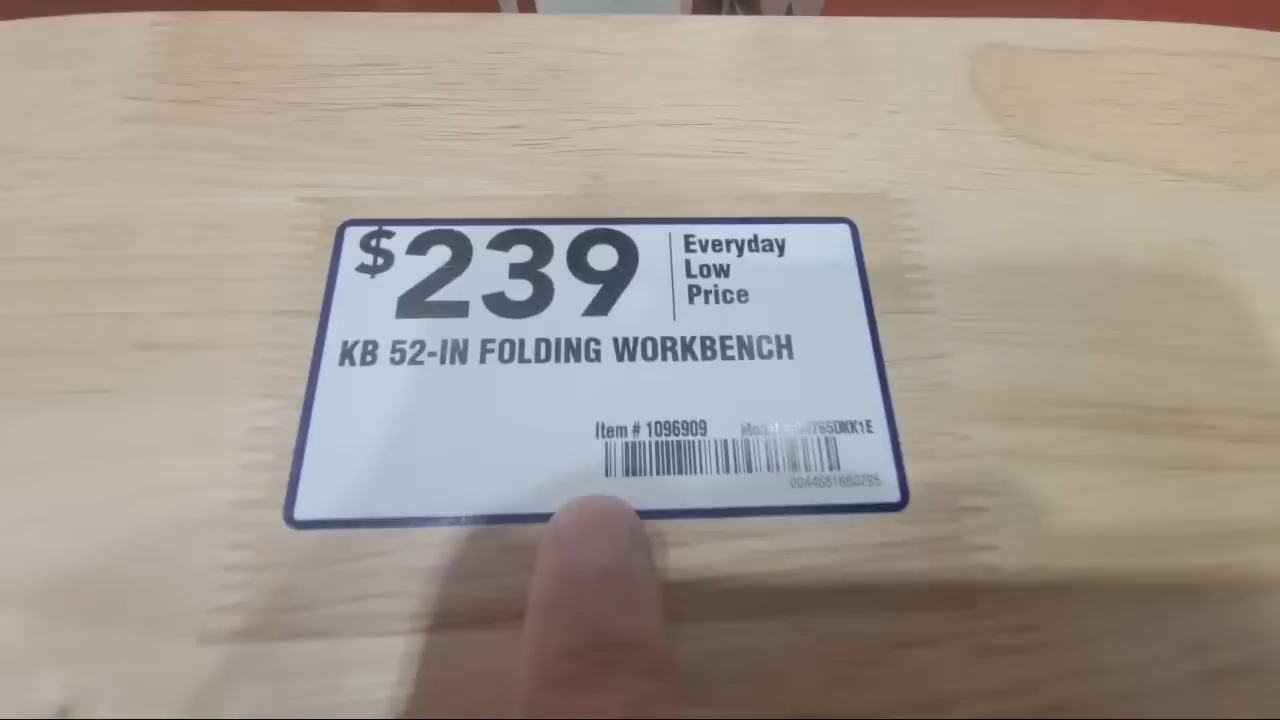 $239
Everyday
Low
Price
KB 52-IN FOLDING WORKBENCH
Item # 1096909